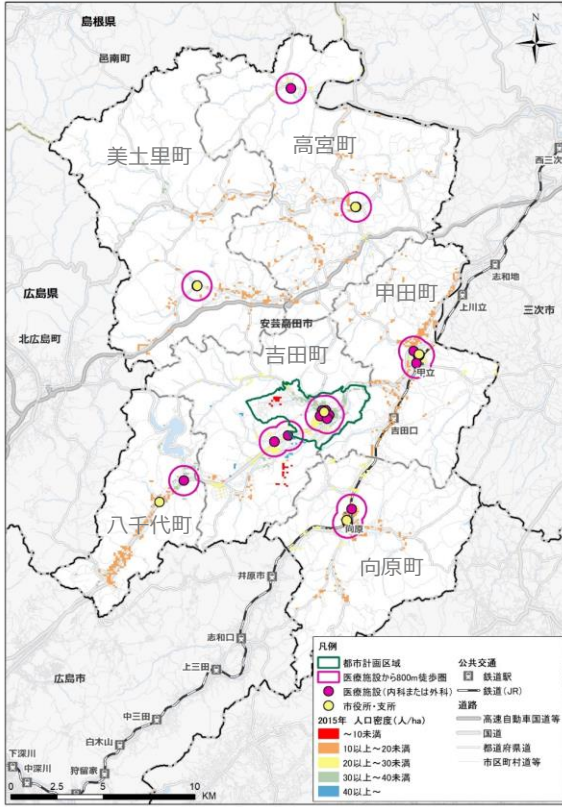 島根県
邑南町
N
美土里町
高宮町
西三次
志和地
広島県
甲田町
上川立
三次市
安芸高田市
北広島町
吉田町
甲立
吉田口
八千代町
向原
向原町
井原市
志和口
広島市
上三田
中三田
白木山
下深川
中深川
狩留家
0 5 10
KM
凡例
都市計画区域
医療施設から800m徒歩圏
医療施設(内科または外科)
市役所・支所
2015年 人口密度(人/ha)
~10未満
10以上~20未満
20以上~30未満
30以上~40未満
40以上~
公共交通
鉄道駅
鉄道(JR)
道路
高速自動車国道等
国道
都道府県道
市区町村道等